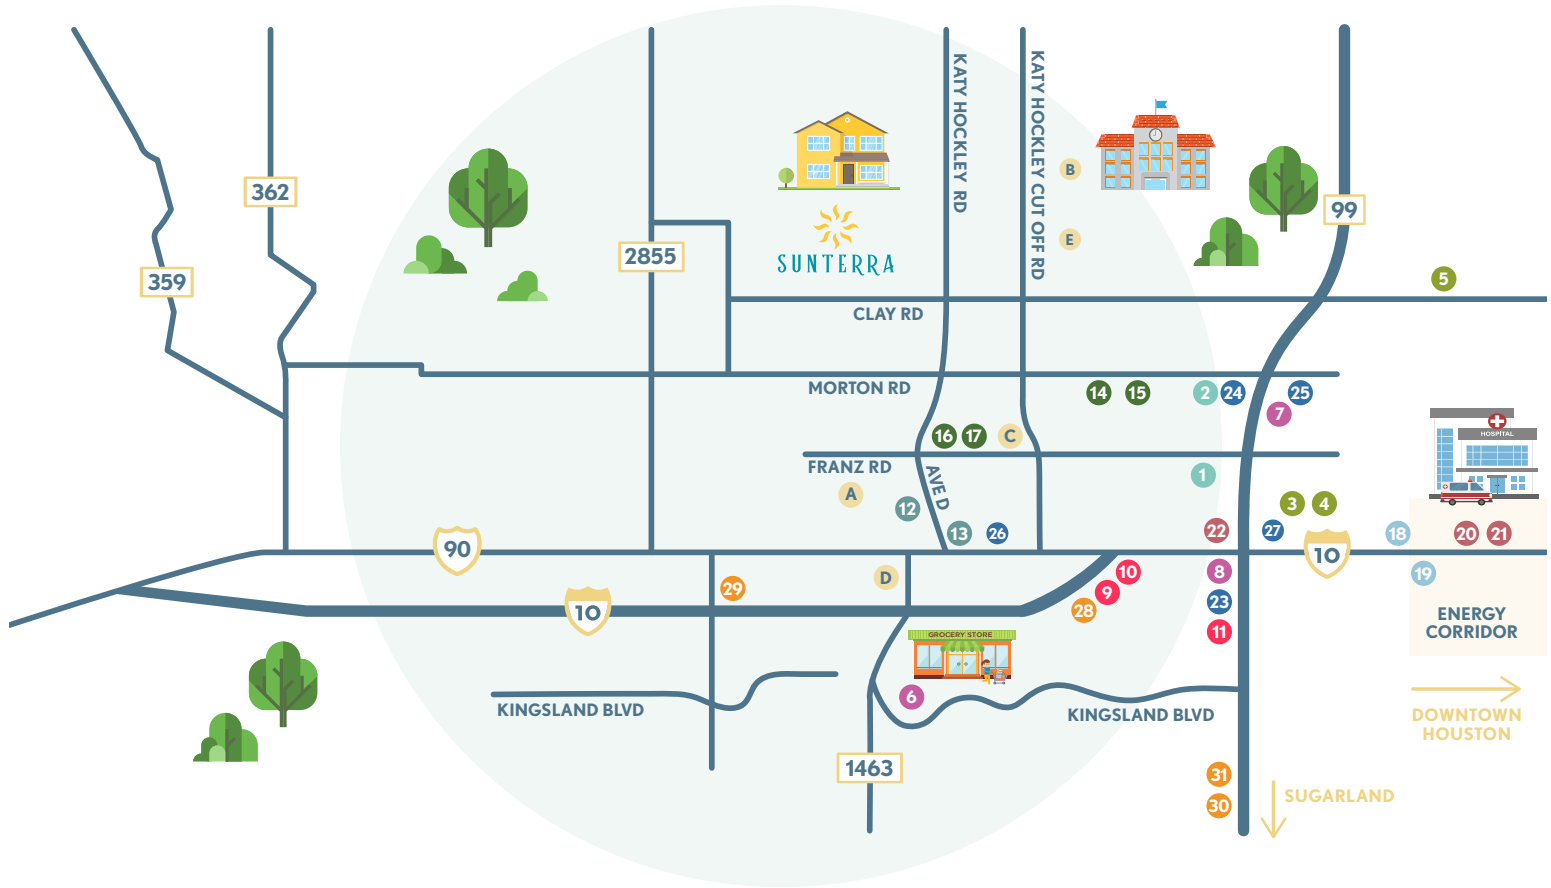 KATY HOCKLEY RD
KATY HOCKLEY CUT OFF RD
B
362
99
E
SUNTERRA
2855
359
5
CLAY RD
MORTON RD
14
15
2
24
25
7
HOSPITAL
16
17
C
FRANZ RD
AVE D
1
A
12
3
4
13
26
22
27
18
20
21
90
10
D
10
8
19
29
9
23
28
10
11
ENERGY
CORRIDOR
GROCERY STORE
6
KINGSLAND BLVD
KINGSLAND BLVD
DOWNTOWN
HOUSTON
1463
31
30
SUGARLAND